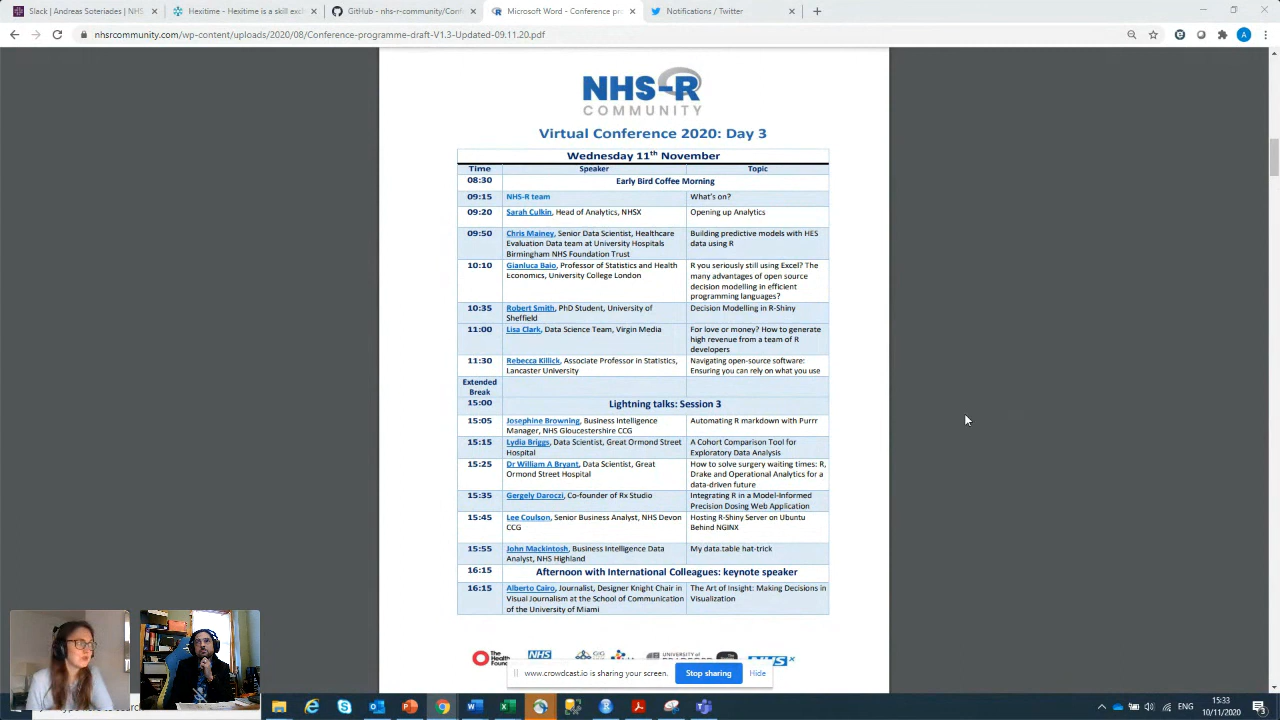 Slack | Andreas Soteriades | NHS
Hexitime - Hexitime is a skill exc
GitHub - nhs-r-community/Conf
Microsoft Word - Conference pr
Notifications / Twitter
nhsrcommunity.com/wp-content/uploads/2020/08/Conference-programme-draft-V1.3-Updated-09.11.20.pdf
A
NHS-R
COMMUNITY
Virtual Conference 2020: Day 3
Wednesday 11th November
Time Speaker Topic
08:30 Early Bird Coffee Morning
09:15 NHS-R team What's on?
09:20 Sarah Culkin, Head of Analytics, NHSX Opening up Analytics
09:50 Chris Mainey, Senior Data Scientist, Healthcare Building predictive models with HES
Evaluation Data team at University Hospitals data using R
Birmingham NHS Foundation Trust
10:10 Gianluca Baio, Professor of Statistics and Health R you seriously still using Excel? The
Economics, University College London many advantages of open source
decision modelling in efficient
programming languages?
10:35 Robert Smith, PhD Student, University of Decision Modelling in R-Shiny
Sheffield
11:00 Lisa Clark, Data Science Team, Virgin Media For love or money? How to generate
high revenue from a team of R
developers
11:30 Rebecca Killick, Associate Professor in Statistics, Navigating open-source software:
Lancaster University Ensuring you can rely on what you use
Extended
Break
15:00 Lightning talks: Session 3
15:05 Josephine Browning, Business Intelligence Automating R markdown with Purrr
Manager, NHS Gloucestershire CCG
15:15 Lydia Briggs, Data Scientist, Great Ormond Street A Cohort Comparison Tool for
Hospital Exploratory Data Analysis
15:25 Dr William A Bryant, Data Scientist, Great How to solve surgery waiting times: R,
Ormond Street Hospital Drake and Operational Analytics for a
data-driven future
15:35 Gergely Daroczi, Co-founder of Rx Studio Integrating R in a Model-Informed
Precision Dosing Web Application
15:45 Lee Coulson, Senior Business Analyst, NHS Devon Hosting R-Shiny Server on Ubuntu
CCG Behind NGINX
15:55 John Mackintosh, Business Intelligence Data My data.table hat-trick
Analyst, NHS Highland
16:15 Afternoon with International Colleagues: keynote speaker
16:15 Alberto Cairo, Journalist, Designer Knight Chair in The Art of Insight: Making Decisions in
Visual Journalism at the School of Communication Visualization
of the University of Miami
The Health
NHS
UNIVERSITY OF
www.crowdcast.io is sharing your screen. Stop sharing Hide
ENG
15:33
10/11/2020